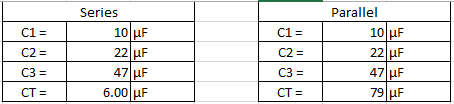 Series Parallel
C1 = 10 µF C1 = 10 µF
C2 = 22 µF C2 = 22 µF
C3 = 47 µF C3 = 47 µF
CT = 6.00 µF CT = 79 µF